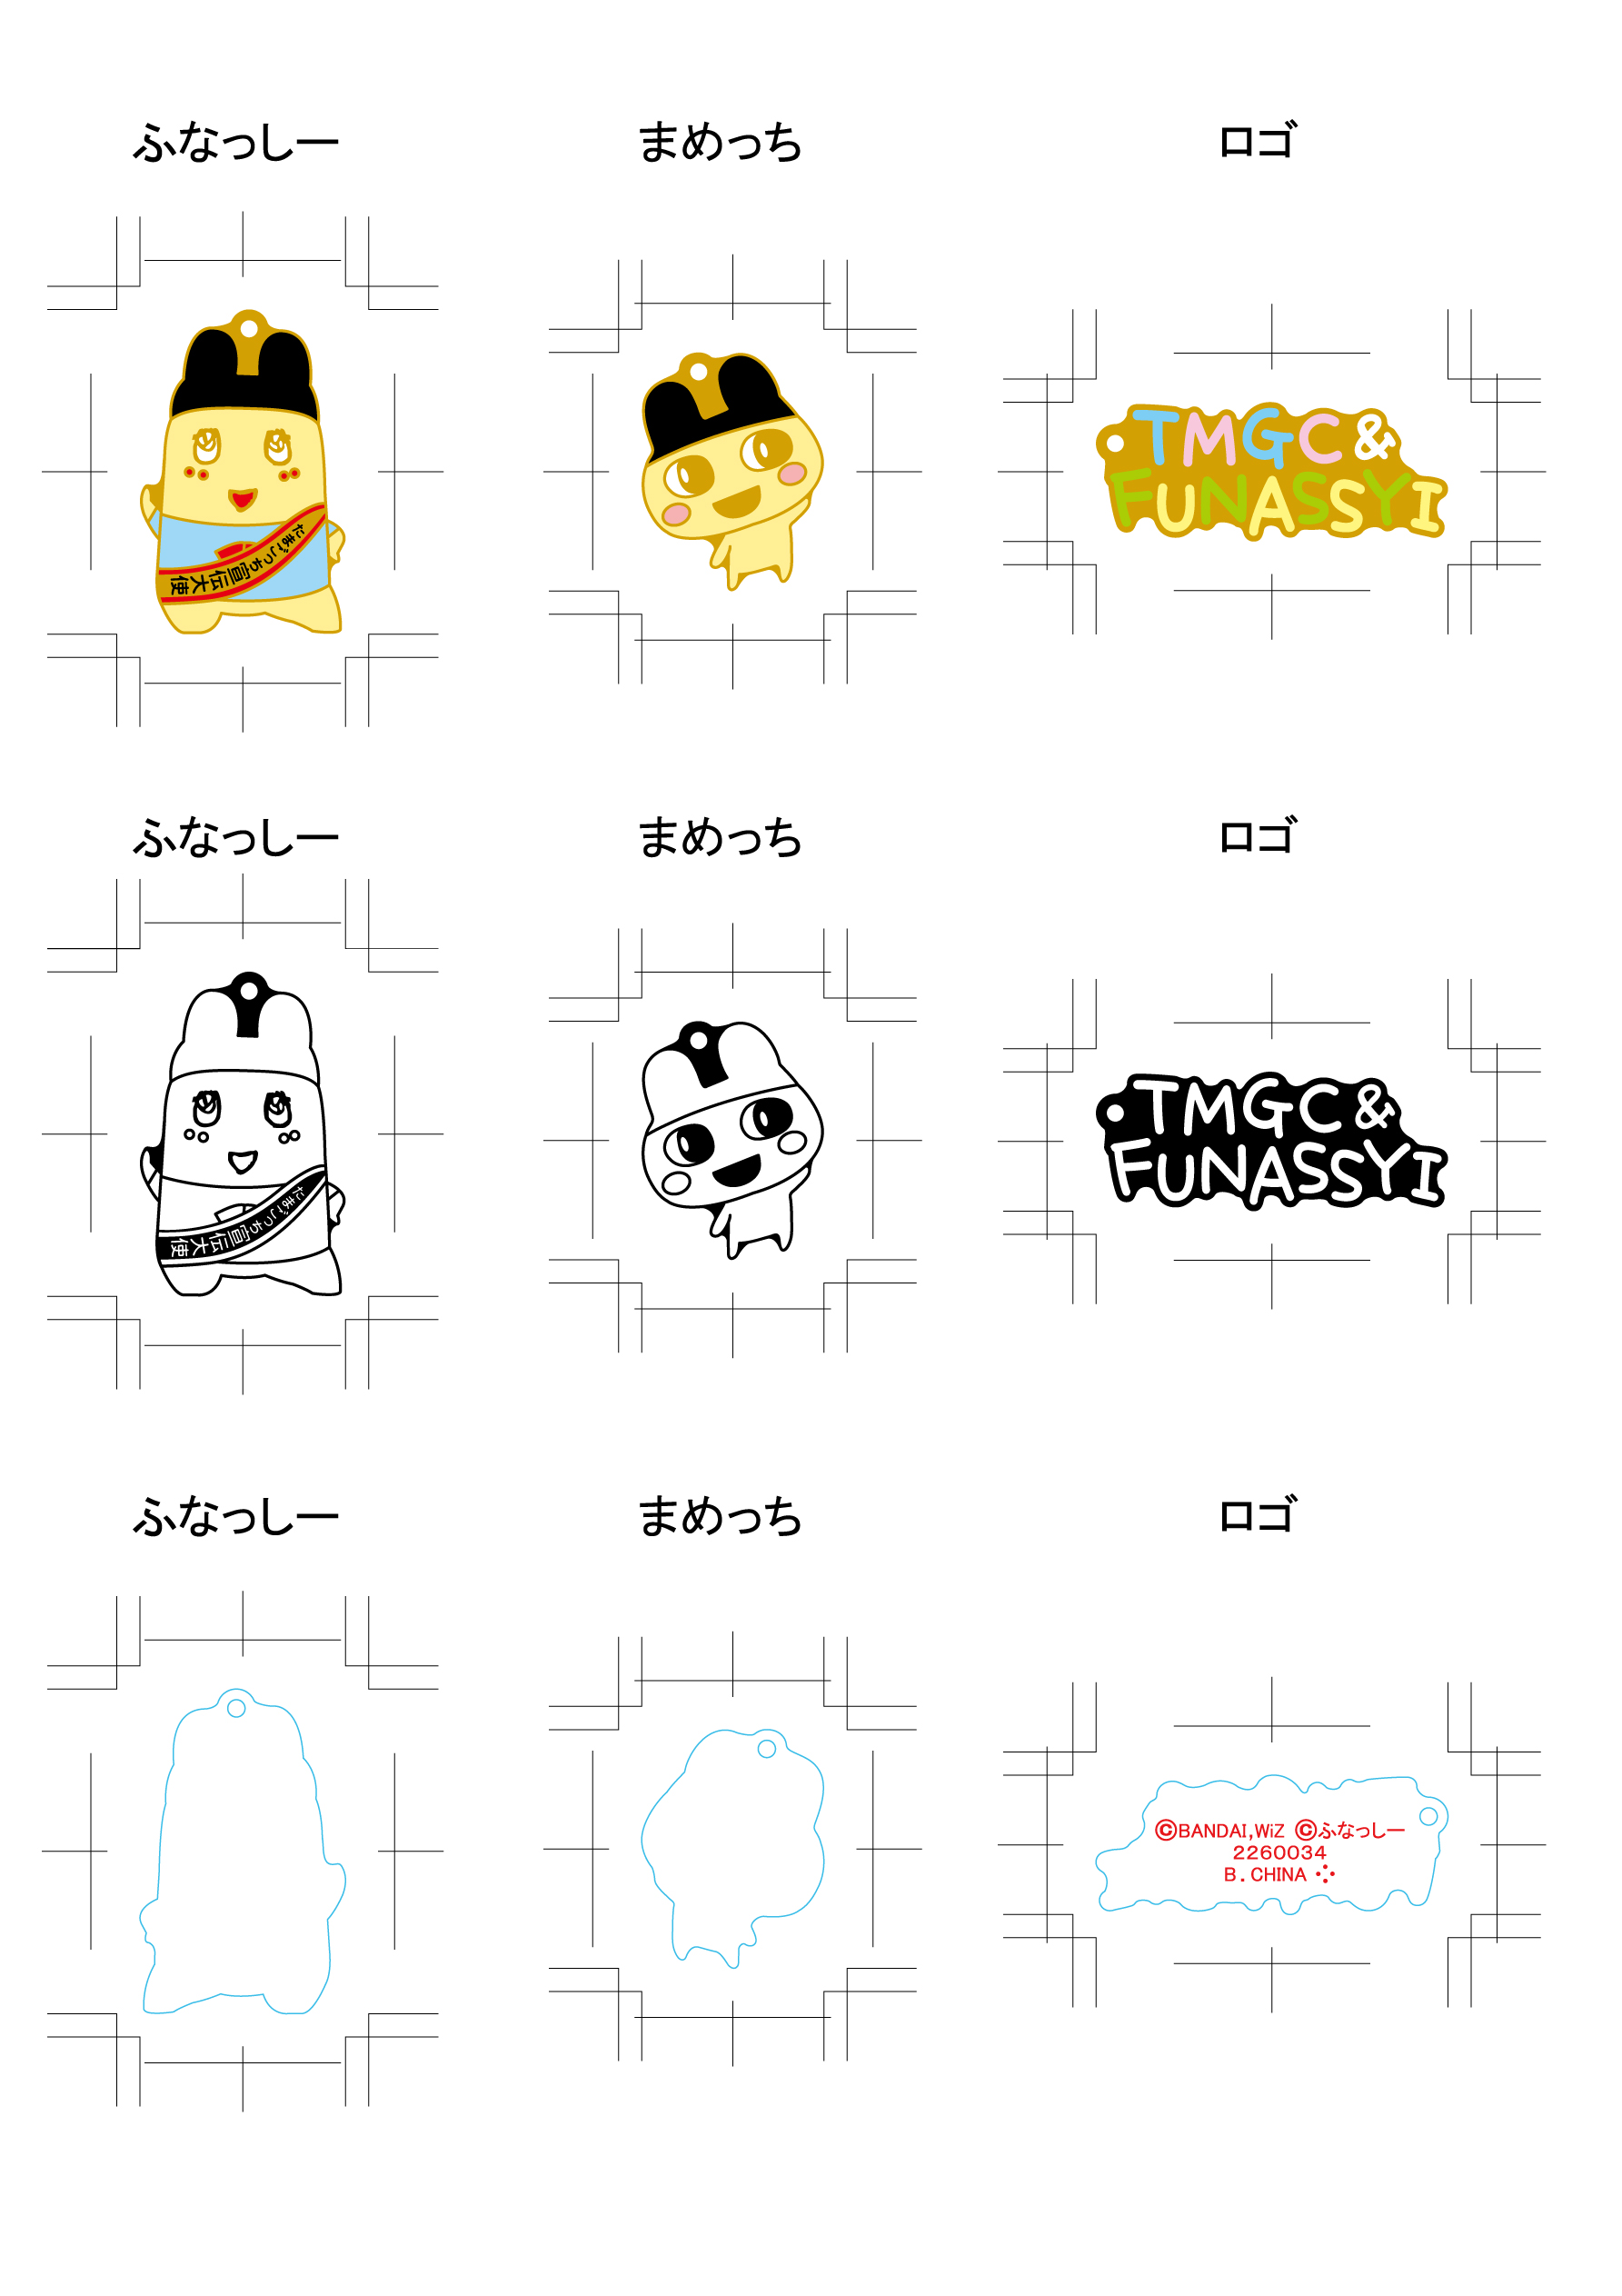 ふなっしー
まめっち
ロゴ
TMGC &
FUNASSYI
たまごっち宣伝大使
ふなっしー
まめっち
ロゴ
TMGC &
FUNASSYI
たまごっち宣伝大使
ふなっしー
まめっち
ロゴ
©BANDAI,WiZ ©ふなっしー
2260034
B.CHINA